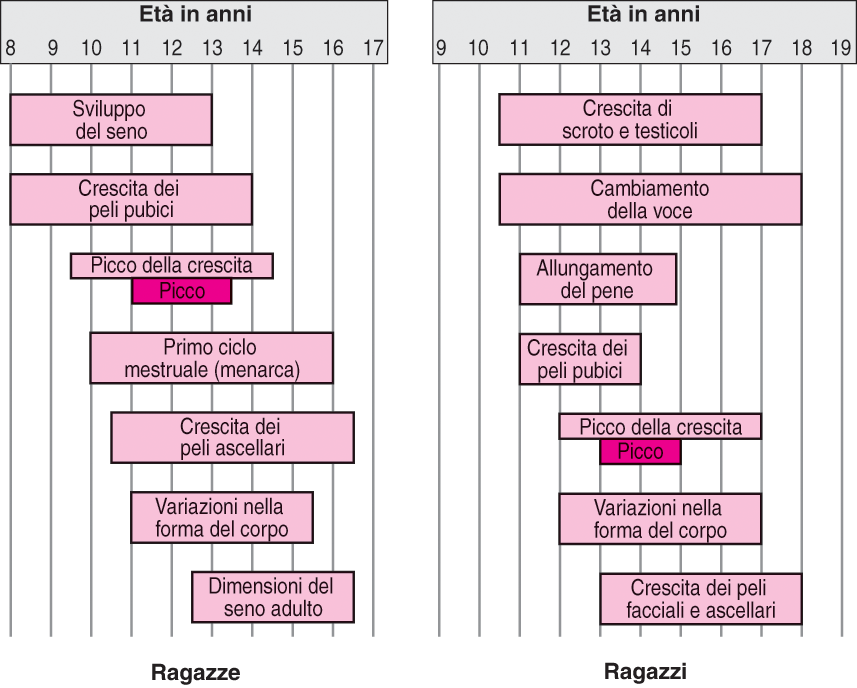 Età in anni
8 9 10 11 12 13 14 15 16 17
Sviluppo
del seno
Crescita dei
peli pubici
Picco della crescita
Picco
Primo ciclo
mestruale (menarca)
Crescita dei
peli ascellari
Variazioni nella
forma del corpo
Dimensioni del
seno adulto
Ragazze
Età in anni
9 10 11 12 13 14 15 16 17 18 19
Crescita di
scroto e testicoli
Cambiamento
della voce
Allungamento
del pene
Crescita dei
peli pubici
Picco della crescita
Picco
Variazioni nella
forma del corpo
Crescita dei peli
facciali e ascellari
Ragazzi